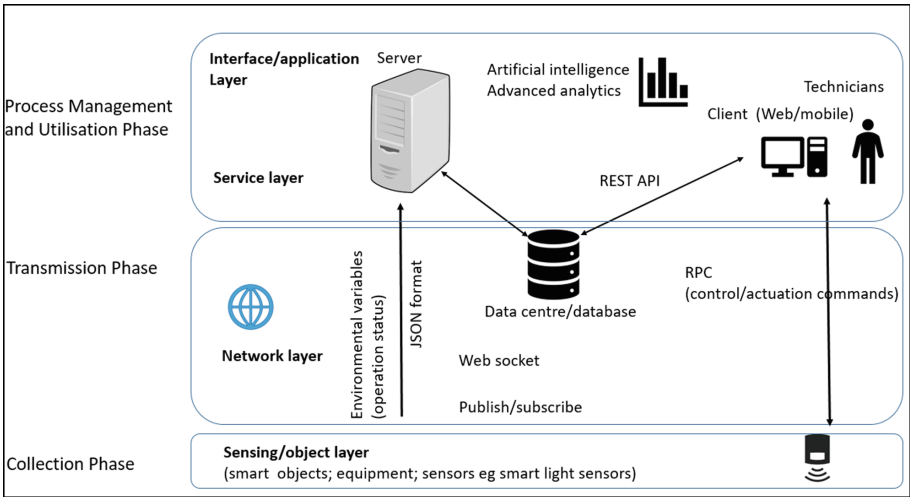 Process Management
and Utilisation Phase
Interface/application
Layer
Server
Artificial intelligence
Advanced analytics
Technicians
Client (Web/mobile)
Service layer
REST API
Transmission Phase
Network layer
Environmental variables
(operation status)
JSON format
Data centre/database
RPC
(control/actuation commands)
Web socket
Publish/subscribe
Collection Phase
Sensing/object layer
(smart objects; equipment; sensors eg smart light sensors)